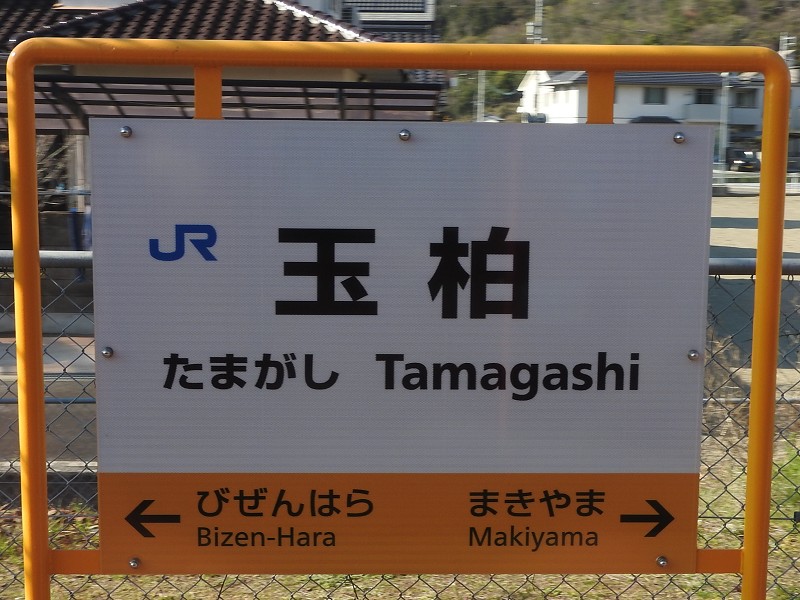 JR 玉柏
たまがし Tamagashi
← びぜんはら まきやま →
Bizen-Hara Makiyama